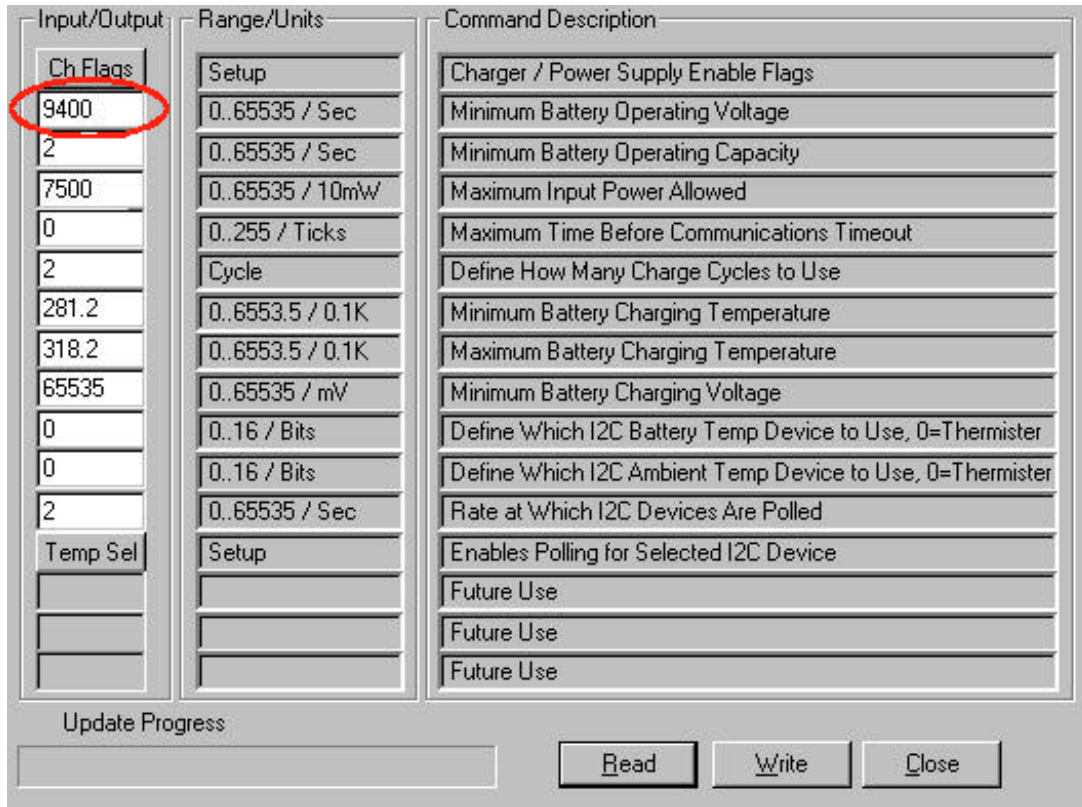 Input/Output Range/Units Command Description
Ch Flags Setup Charger / Power Supply Enable Flags
9400 0..65535 / Sec Minimum Battery Operating Voltage
2 0..65535 / Sec Minimum Battery Operating Capacity
7500 0..65535 / 10mW Maximum Input Power Allowed
0 0..255 / Ticks Maximum Time Before Communications Timeout
2 Cycle Define How Many Charge Cycles to Use
281.2 0..6553.5 / 0.1K Minimum Battery Charging Temperature
318.2 0..6553.5 / 0.1K Maximum Battery Charging Temperature
65535 0..65535 / mV Minimum Battery Charging Voltage
0 0..16 / Bits Define Which I2C Battery Temp Device to Use, 0=Thermister
0 0..16 / Bits Define Which I2C Ambient Temp Device to Use, 0=Thermister
2 0..65535 / Sec Rate at Which I2C Devices Are Polled
Temp Sel Setup Enables Polling for Selected I2C Device
Future Use
Future Use
Future Use
Update Progress
Read Write Close